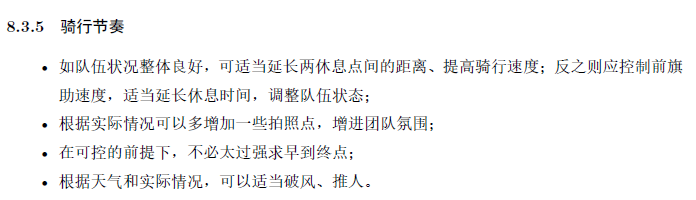 8.3.5 骑行节奏
• 如队伍状况整体良好，可适当延长两休息点间的距离、提高骑行速度；反之则应控制前旗
助速度，适当延长休息时间，调整队伍状态；
• 根据实际情况可以多增加一些拍照点，增进团队氛围；
• 在可控的前提下，不必太过强求早到终点；
• 根据天气和实际情况，可以适当破风、推人。